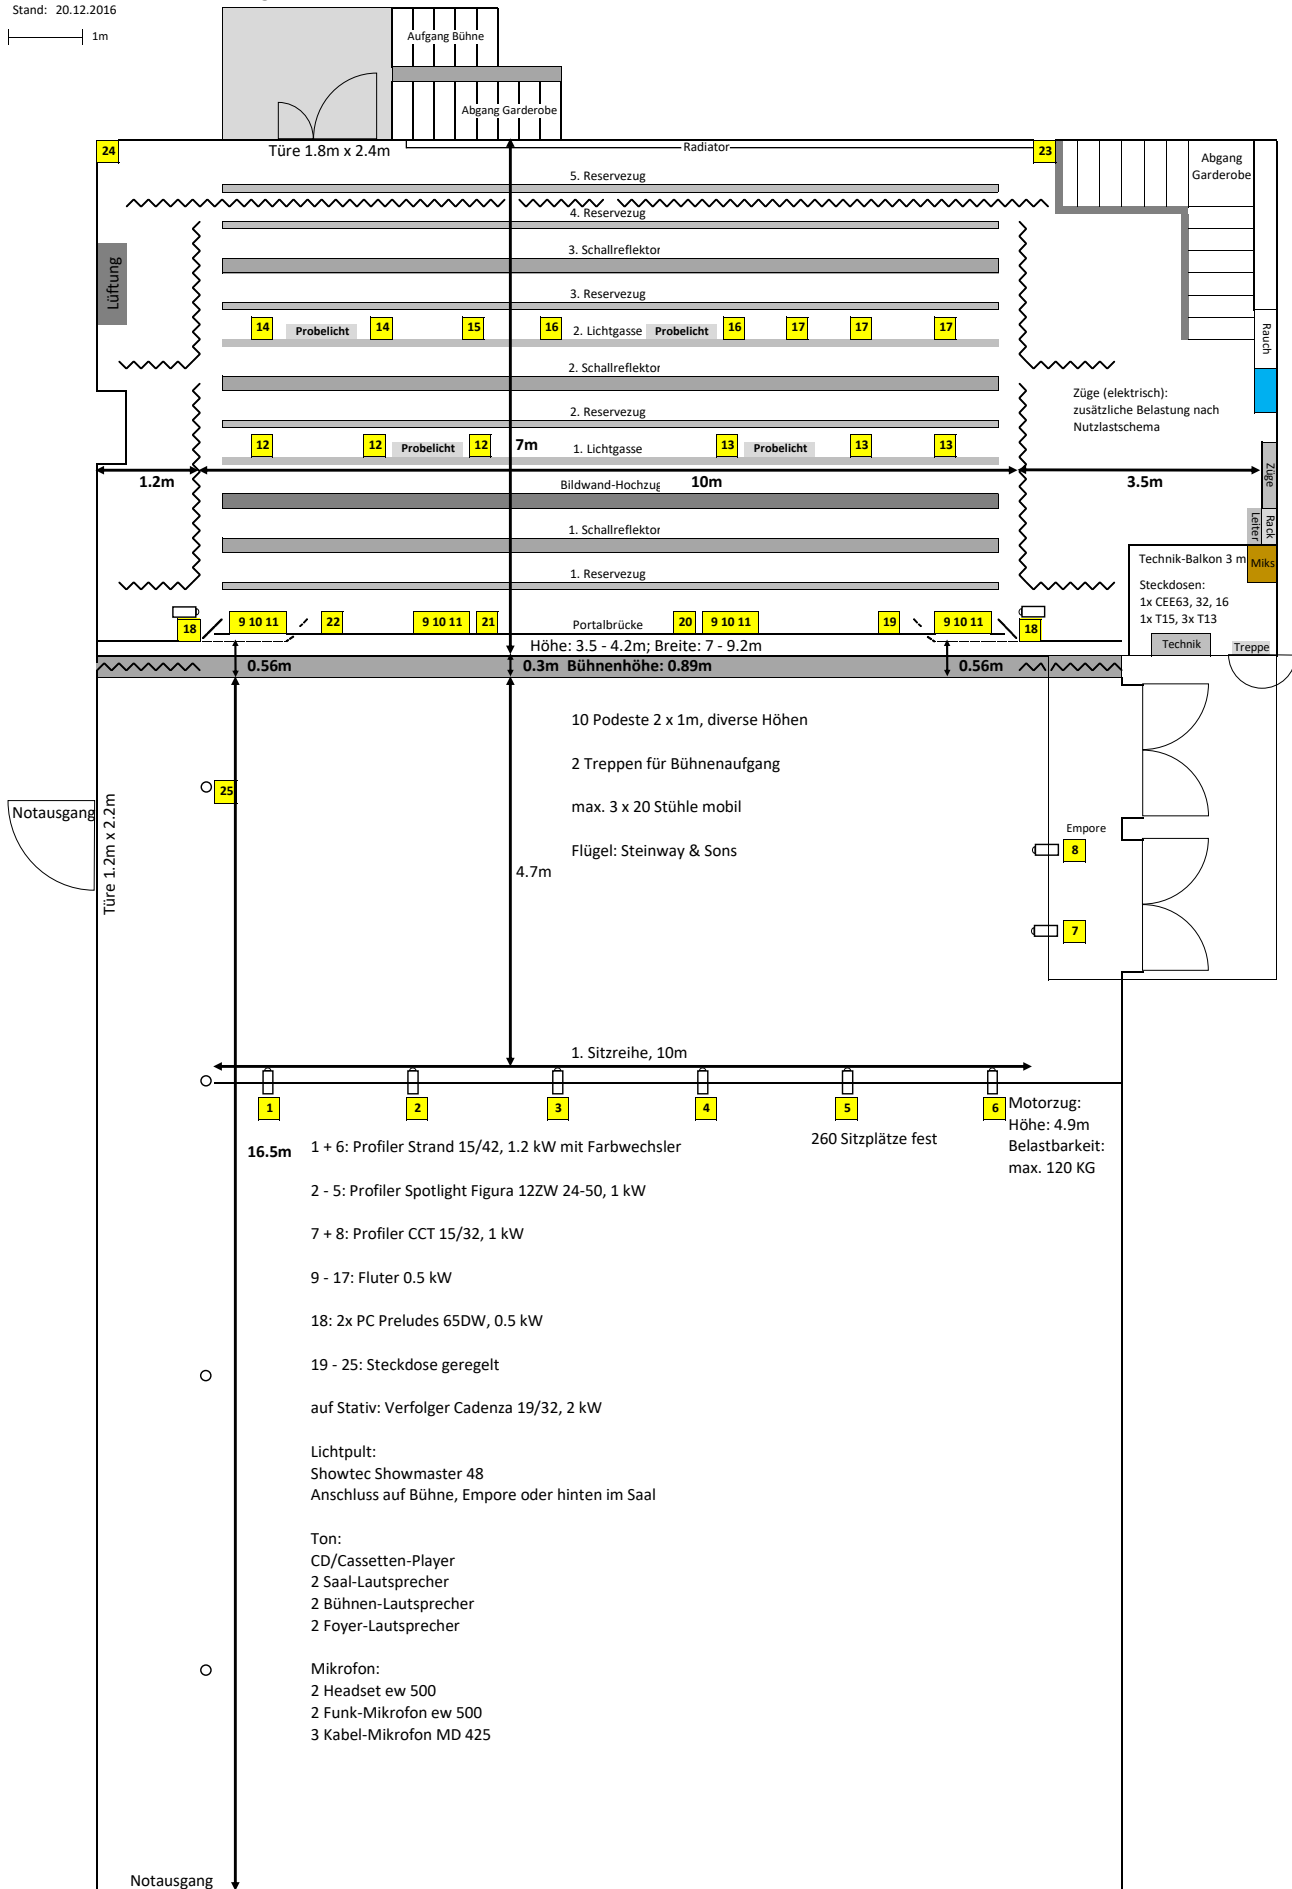 Stand: 20.12.2016
1m
Aufgang Bühne
Abgang Garderobe
Türe 1.8m x 2.4m
Radiator
24
23
Abgang
Garderobe
5. Reservezug
4. Reservezug
3. Schallreflektor
Lüftung
3. Reservezug
14
Probelicht
14
15
16
2. Lichtgasse
Probelicht
16
17
17
17
Rauch
2. Schallreflektor
Züge (elektrisch):
zusätzliche Belastung nach
Nutzlastschema
2. Reservezug
12
12
Probelicht
12
7m
1. Lichtgasse
13
Probelicht
13
13
1.2m
10m
3.5m
Züge
Bildwand-Hochzug
Leiter
Rack
1. Schallreflektor
Technik-Balkon 3 m
Miks
1. Reservezug
Steckdosen:
1x CEE63, 32, 16
1x T15, 3x T13
18
9 10 11
22
9 10 11
21
Portalbrücke
20
9 10 11
19
9 10 11
18
Technik
Treppe
Höhe: 3.5 - 4.2m; Breite: 7 - 9.2m
0.56m
0.3m Bühnenhöhe: 0.89m
0.56m
10 Podeste 2 x 1m, diverse Höhen
2 Treppen für Bühnenaufgang
25
max. 3 x 20 Stühle mobil
Notausgang
Türe 1.2m x 2.2m
Empore
Flügel: Steinway & Sons
8
4.7m
7
1. Sitzreihe, 10m
1
2
3
4
5
6
Motorzug:
Höhe: 4.9m
Belastbarkeit:
max. 120 KG
260 Sitzplätze fest
16.5m
1 + 6: Profiler Strand 15/42, 1.2 kW mit Farbwechsler
2 - 5: Profiler Spotlight Figura 12ZW 24-50, 1 kW
7 + 8: Profiler CCT 15/32, 1 kW
9 - 17: Fluter 0.5 kW
18: 2x PC Preludes 65DW, 0.5 kW
19 - 25: Steckdose geregelt
auf Stativ: Verfolger Cadenza 19/32, 2 kW
Lichtpult:
Showtec Showmaster 48
Anschluss auf Bühne, Empore oder hinten im Saal
Ton:
CD/Cassetten-Player
2 Saal-Lautsprecher
2 Bühnen-Lautsprecher
2 Foyer-Lautsprecher
Mikrofon:
2 Headset ew 500
2 Funk-Mikrofon ew 500
3 Kabel-Mikrofon MD 425
Notausgang